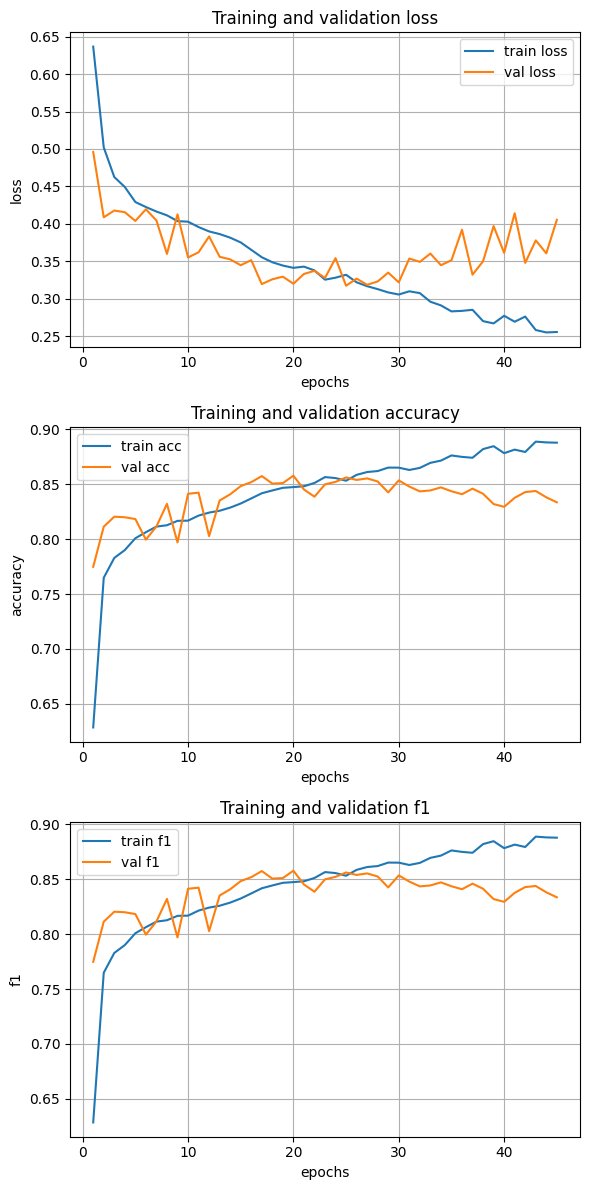 Training and validation loss
0.65
0.60
0.55
0.50
0.45
0.40
0.35
0.30
0.25
loss
train loss
val loss
0 10 20 30 40
epochs
Training and validation accuracy
0.90
0.85
0.80
0.75
0.70
0.65
accuracy
train acc
val acc
0 10 20 30 40
epochs
Training and validation f1
0.90
0.85
0.80
0.75
0.70
0.65
f1
train f1
val f1
0 10 20 30 40
epochs